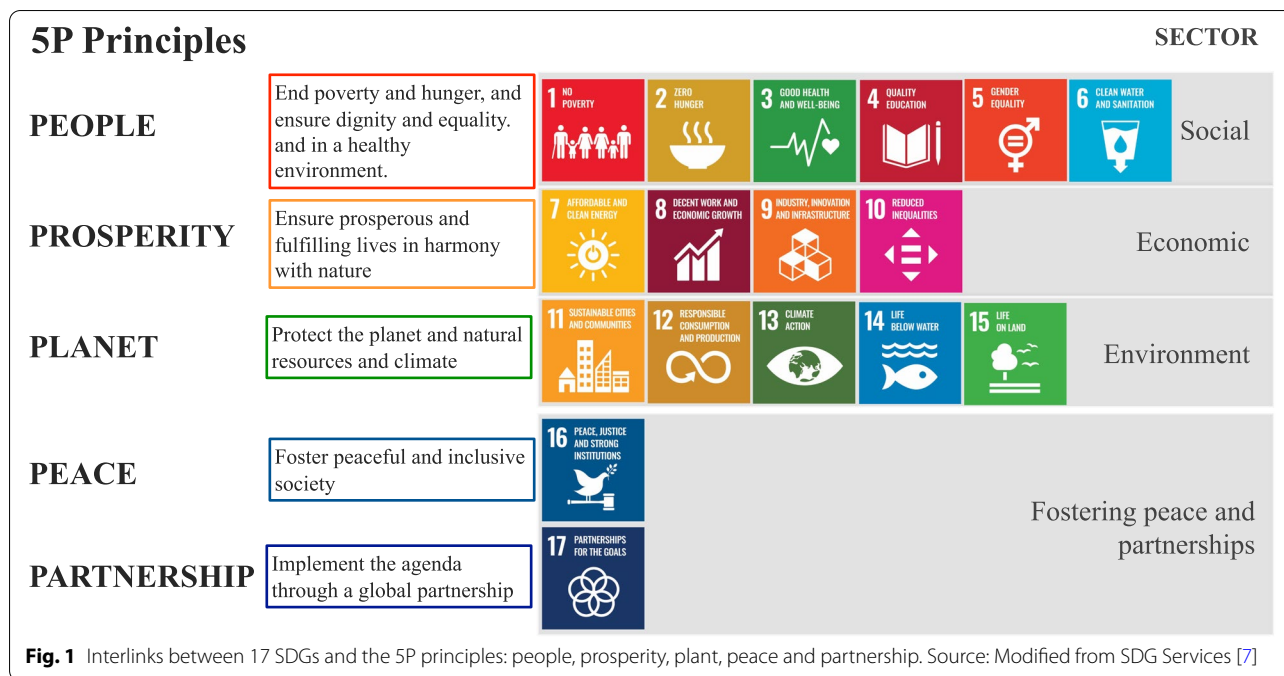 5P Principles
SECTOR
PEOPLE
End poverty and hunger, and
ensure dignity and equality.
and in a healthy
environment.
1 NO
POVERTY
2 ZERO
HUNGER
3 GOOD HEALTH
AND WELL-BEING
4 QUALITY
EDUCATION
5 GENDER
EQUALITY
6 CLEAN WATER
AND SANITATION
Social
PROSPERITY
Ensure prosperous and
fulfilling lives in harmony
with nature
7 AFFORDABLE AND
CLEAN ENERGY
8 DECENT WORK AND
ECONOMIC GROWTH
9 INDUSTRY, INNOVATION
AND INFRASTRUCTURE
10 REDUCED
INEQUALITIES
Economic
PLANET
Protect the planet and natural
resources and climate
11 SUSTAINABLE CITIES
AND COMMUNITIES
12 RESPONSIBLE
CONSUMPTION
AND PRODUCTION
13 CLIMATE
ACTION
14 LIFE
BELOW WATER
15 LIFE
ON LAND
Environment
PEACE
Foster peaceful and inclusive
society
16 PEACE, JUSTICE
AND STRONG
INSTITUTIONS
PARTNERSHIP
Implement the agenda
through a global partnership
17 PARTNERSHIPS
FOR THE GOALS
Fostering peace and
partnerships
Fig. 1 Interlinks between 17 SDGs and the 5P principles: people, prosperity, plant, peace and partnership. Source: Modified from SDG Services [7]